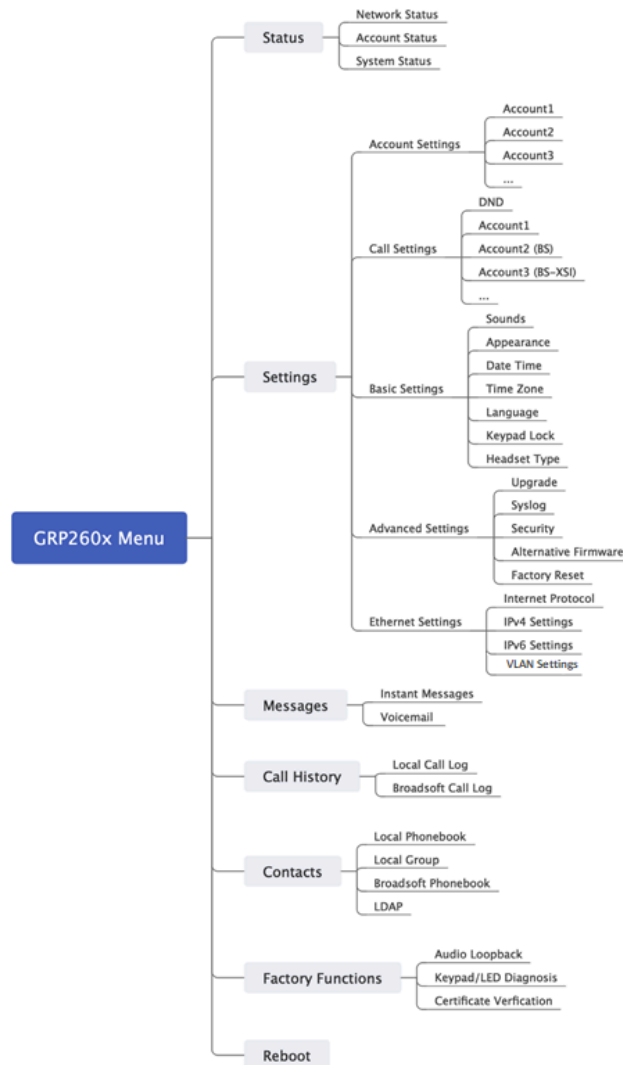 Network Status
Status
Account Status
System Status
Account1
Account2
Account Settings
Account3
...
DND
Account1
Call Settings
Account2 (BS)
Account3 (BS-XSI)
...
Sounds
Appearance
Date Time
Settings
Basic Settings
Time Zone
Language
Keypad Lock
Headset Type
Upgrade
Syslog
GRP260x Menu
Advanced Settings
Security
Alternative Firmware
Factory Reset
Internet Protocol
Ethernet Settings
IPv4 Settings
IPv6 Settings
VLAN Settings
Messages
Instant Messages
Voicemail
Call History
Local Call Log
Broadsoft Call Log
Local Phonebook
Contacts
Local Group
Broadsoft Phonebook
LDAP
Audio Loopback
Factory Functions
Keypad/LED Diagnosis
Certificate Verfication
Reboot